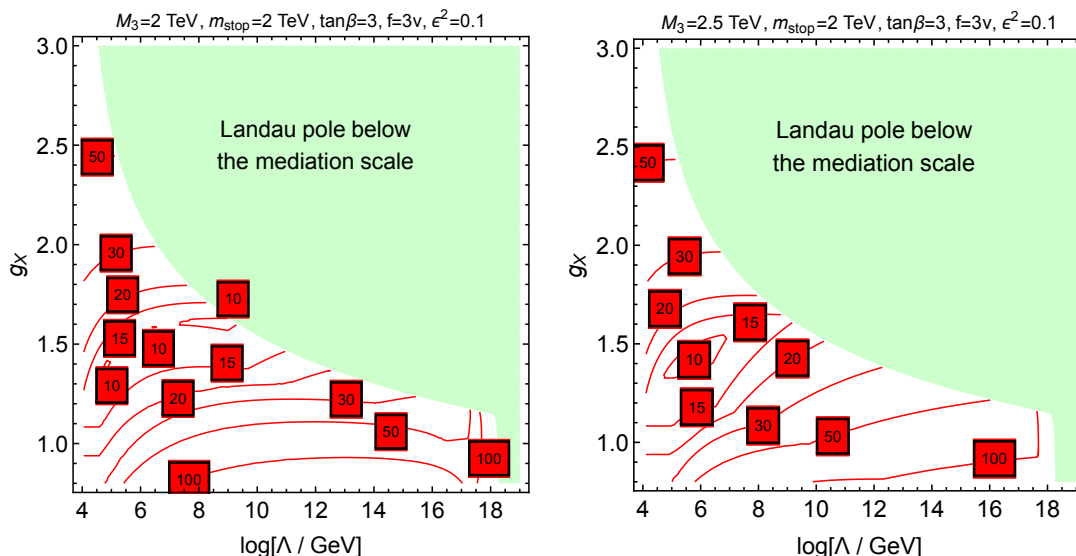 M₃=2 TeV, mstop=2 TeV, tanβ=3, f=3v, ϵ²=0.1
3.0
2.5
2.0
1.5
1.0
gX
Landau pole below
the mediation scale
50
30
20
10
15
10
15
10
20
30
50
100
100
4 6 8 10 12 14 16 18
log[Λ / GeV]
M₃=2.5 TeV, mstop=2 TeV, tanβ=3, f=3v, ϵ²=0.1
3.0
2.5
2.0
1.5
1.0
gX
Landau pole below
the mediation scale
50
30
20
15
10
20
15
30
50
100
4 6 8 10 12 14 16 18
log[Λ / GeV]